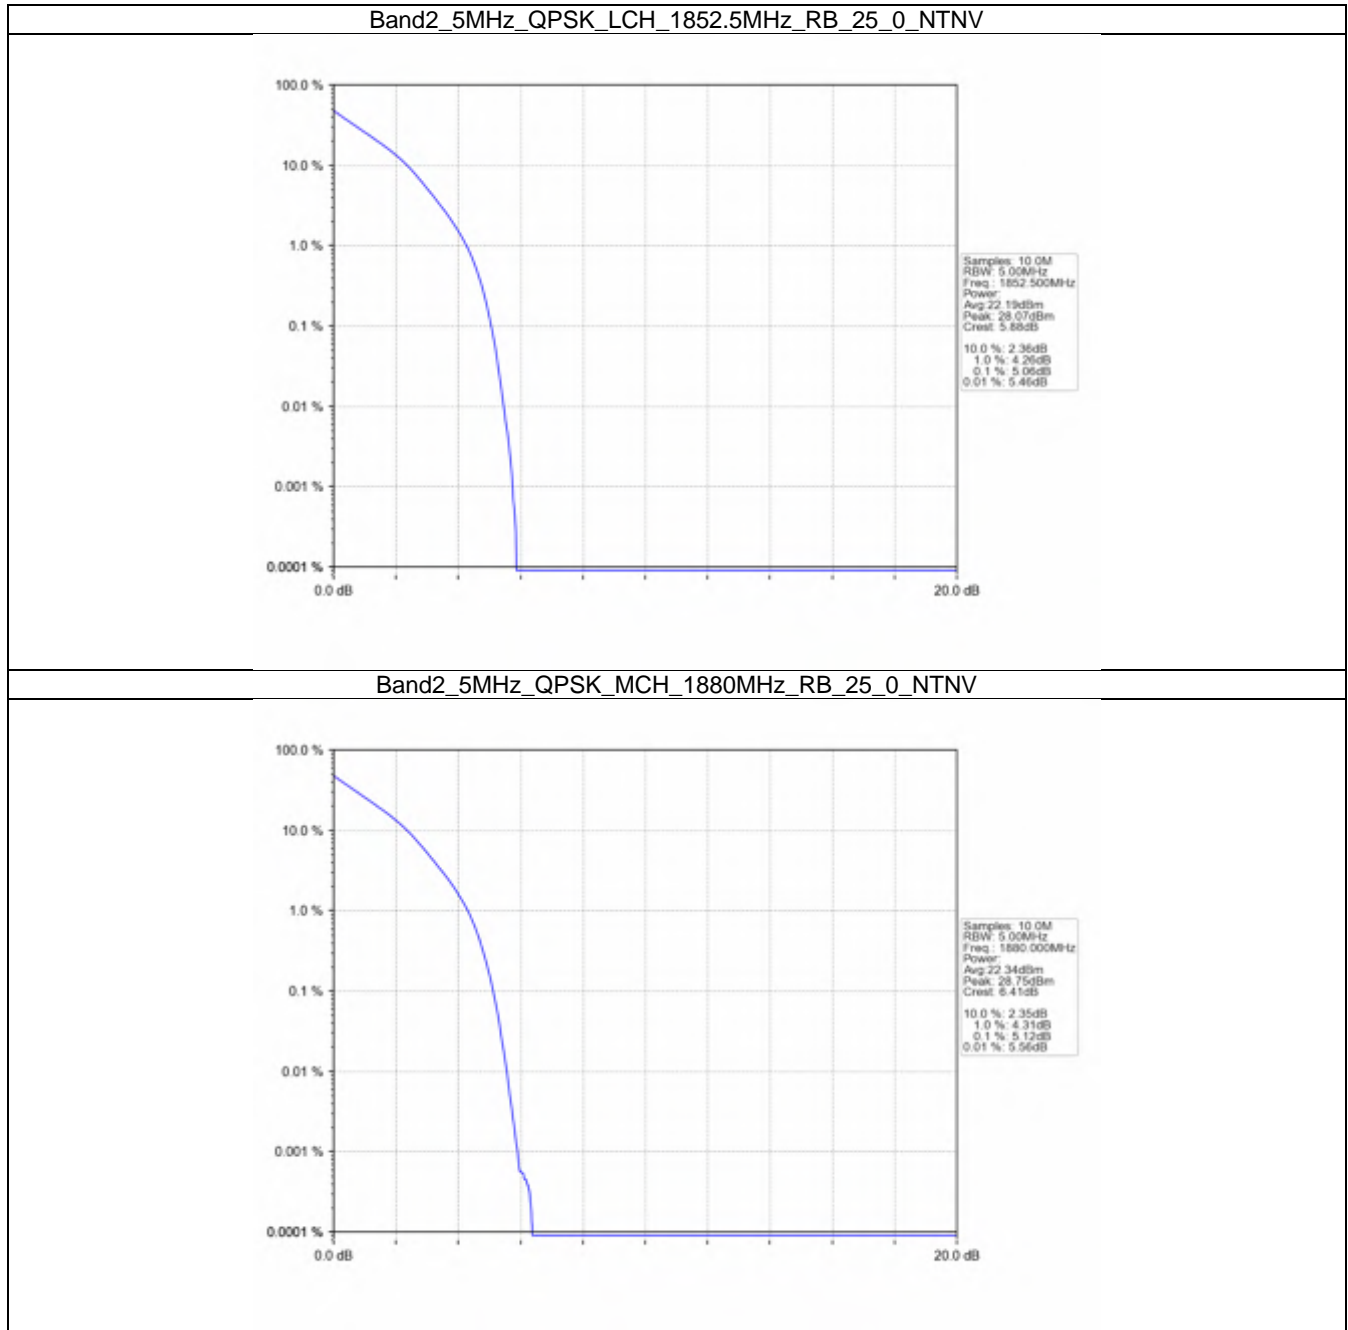 Band2_5MHz_QPSK_LCH_1852.5MHz_RB_25_0_NTNV
100.0 %
10.0 %
1.0 %
0.1 %
0.01 %
0.001 %
0.0001 %
0.0 dB
20.0 dB
Samples: 10.0M
RBW: 5.00MHz
Freq.: 1852.500MHz
Power:
Avg:22.19dBm
Peak: 28.07dBm
Crest: 5.88dB
10.0 %: 2.36dB
1.0 %: 4.26dB
0.1 %: 5.06dB
0.01 %: 5.46dB
Band2_5MHz_QPSK_MCH_1880MHz_RB_25_0_NTNV
100.0 %
10.0 %
1.0 %
0.1 %
0.01 %
0.001 %
0.0001 %
0.0 dB
20.0 dB
Samples: 10.0M
RBW: 5.00MHz
Freq.: 1880.000MHz
Power:
Avg:22.34dBm
Peak: 28.75dBm
Crest: 6.41dB
10.0 %: 2.35dB
1.0 %: 4.31dB
0.1 %: 5.12dB
0.01 %: 5.56dB